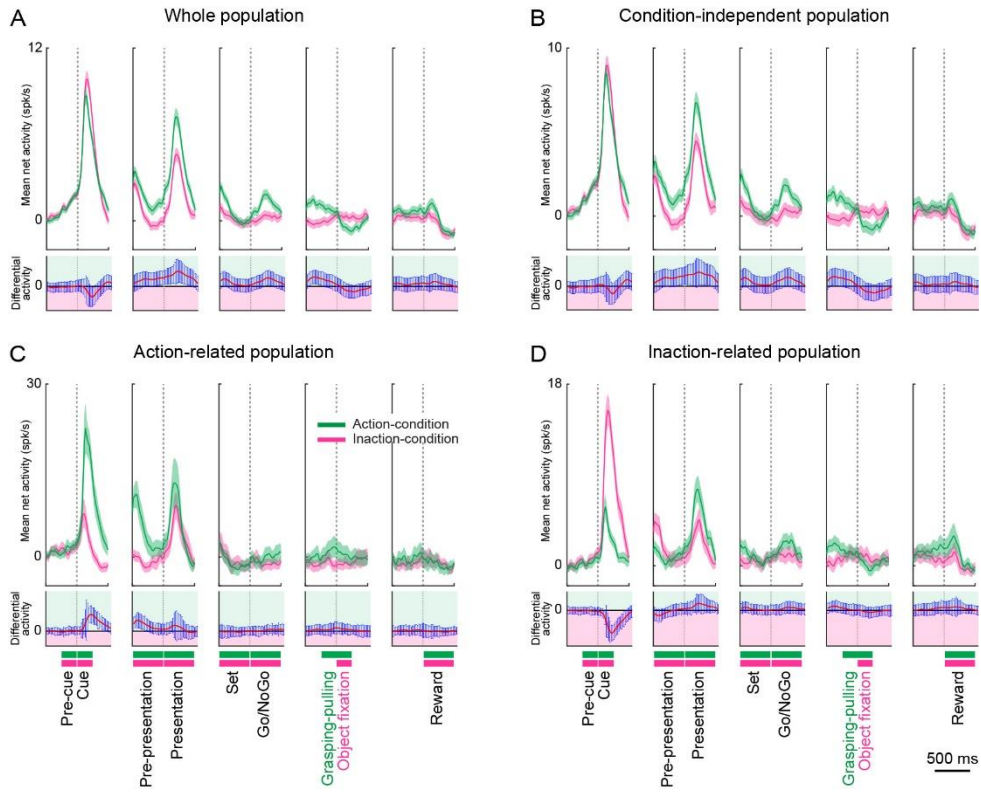 A
Whole population
12
0
Mean net activity (spk/s)
0
Differential
activity
B
Condition-independent population
10
0
Mean net activity (spk/s)
0
Differential
activity
C
Action-related population
30
0
Mean net activity (spk/s)
Action-condition
Inaction-condition
0
Differential
activity
Pre-cue
Cue
Pre-presentation
Presentation
Set
Go/NoGo
Grasping-pulling
Object fixation
Reward
D
Inaction-related population
18
0
Mean net activity (spk/s)
0
Differential
activity
Pre-cue
Cue
Pre-presentation
Presentation
Set
Go/NoGo
Grasping-pulling
Object fixation
Reward
500 ms